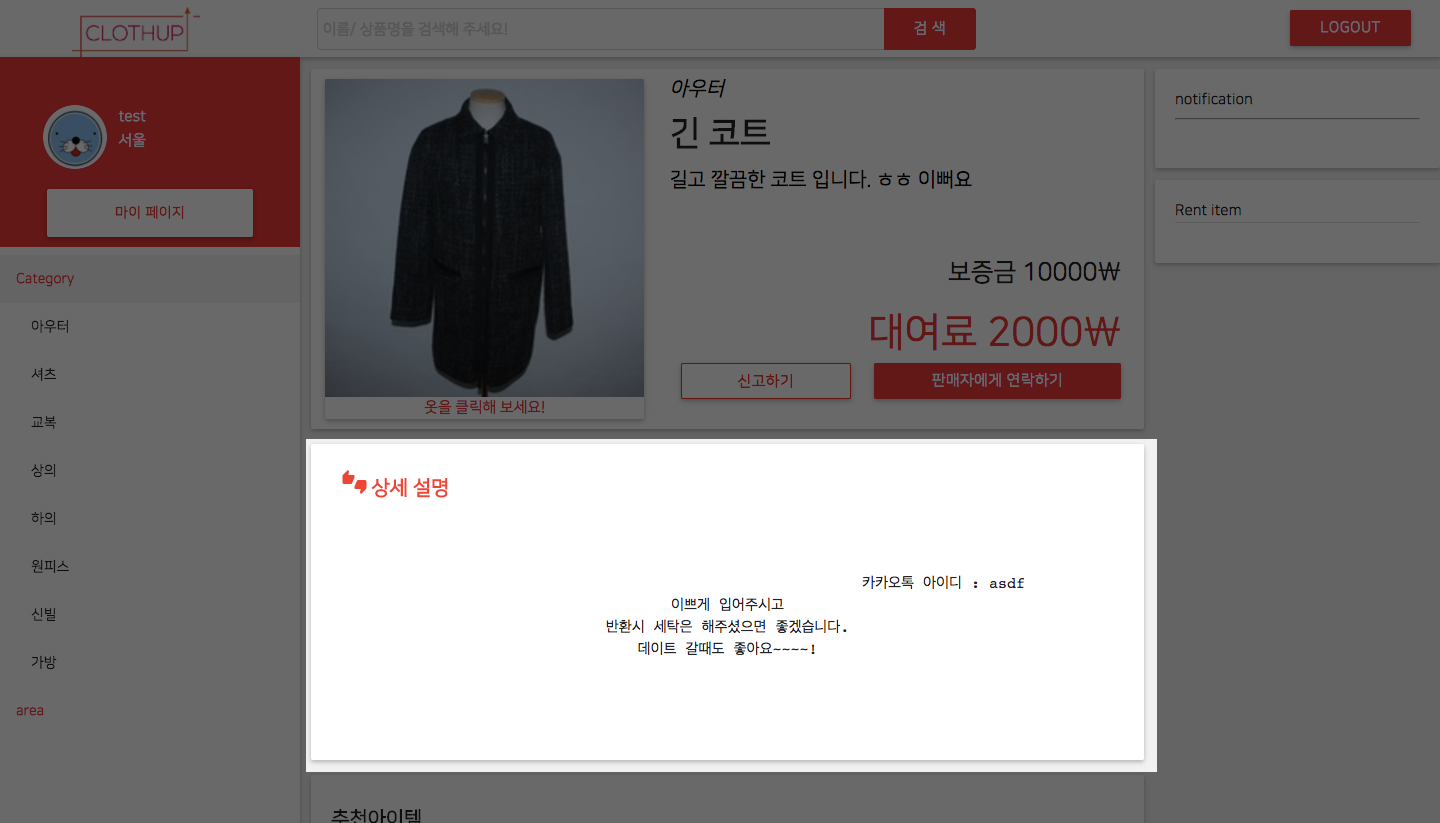 CLOTHUP
이름/ 상품명을 검색해 주세요!
검 색
LOGOUT
test
서울
마이 페이지
Category
아우터
셔츠
교복
상의
하의
원피스
신빌
가방
area
아우터
긴 코트
길고 깔끔한 코트 입니다. ㅎㅎ 이뻐요
보증금 10000₩
대여료 2000₩
신고하기
판매자에게 연락하기
옷을 클릭해 보세요!
notification
Rent item
상세 설명
카카오톡 아이디 : asdf
이쁘게 입어주시고
반환시 세탁은 해주셨으면 좋겠습니다.
데이트 갈때도 좋아요~~~~!
추천아이템